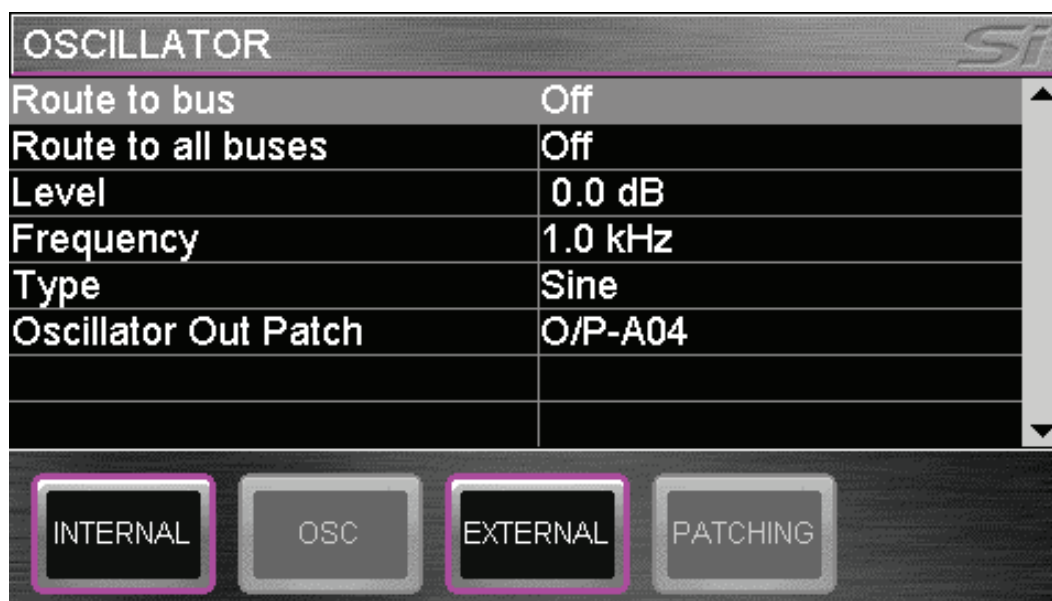 OSCILLATOR Si
Route to bus Off
Route to all buses Off
Level 0.0 dB
Frequency 1.0 kHz
Type Sine
Oscillator Out Patch O/P-A04
INTERNAL OSC EXTERNAL PATCHING